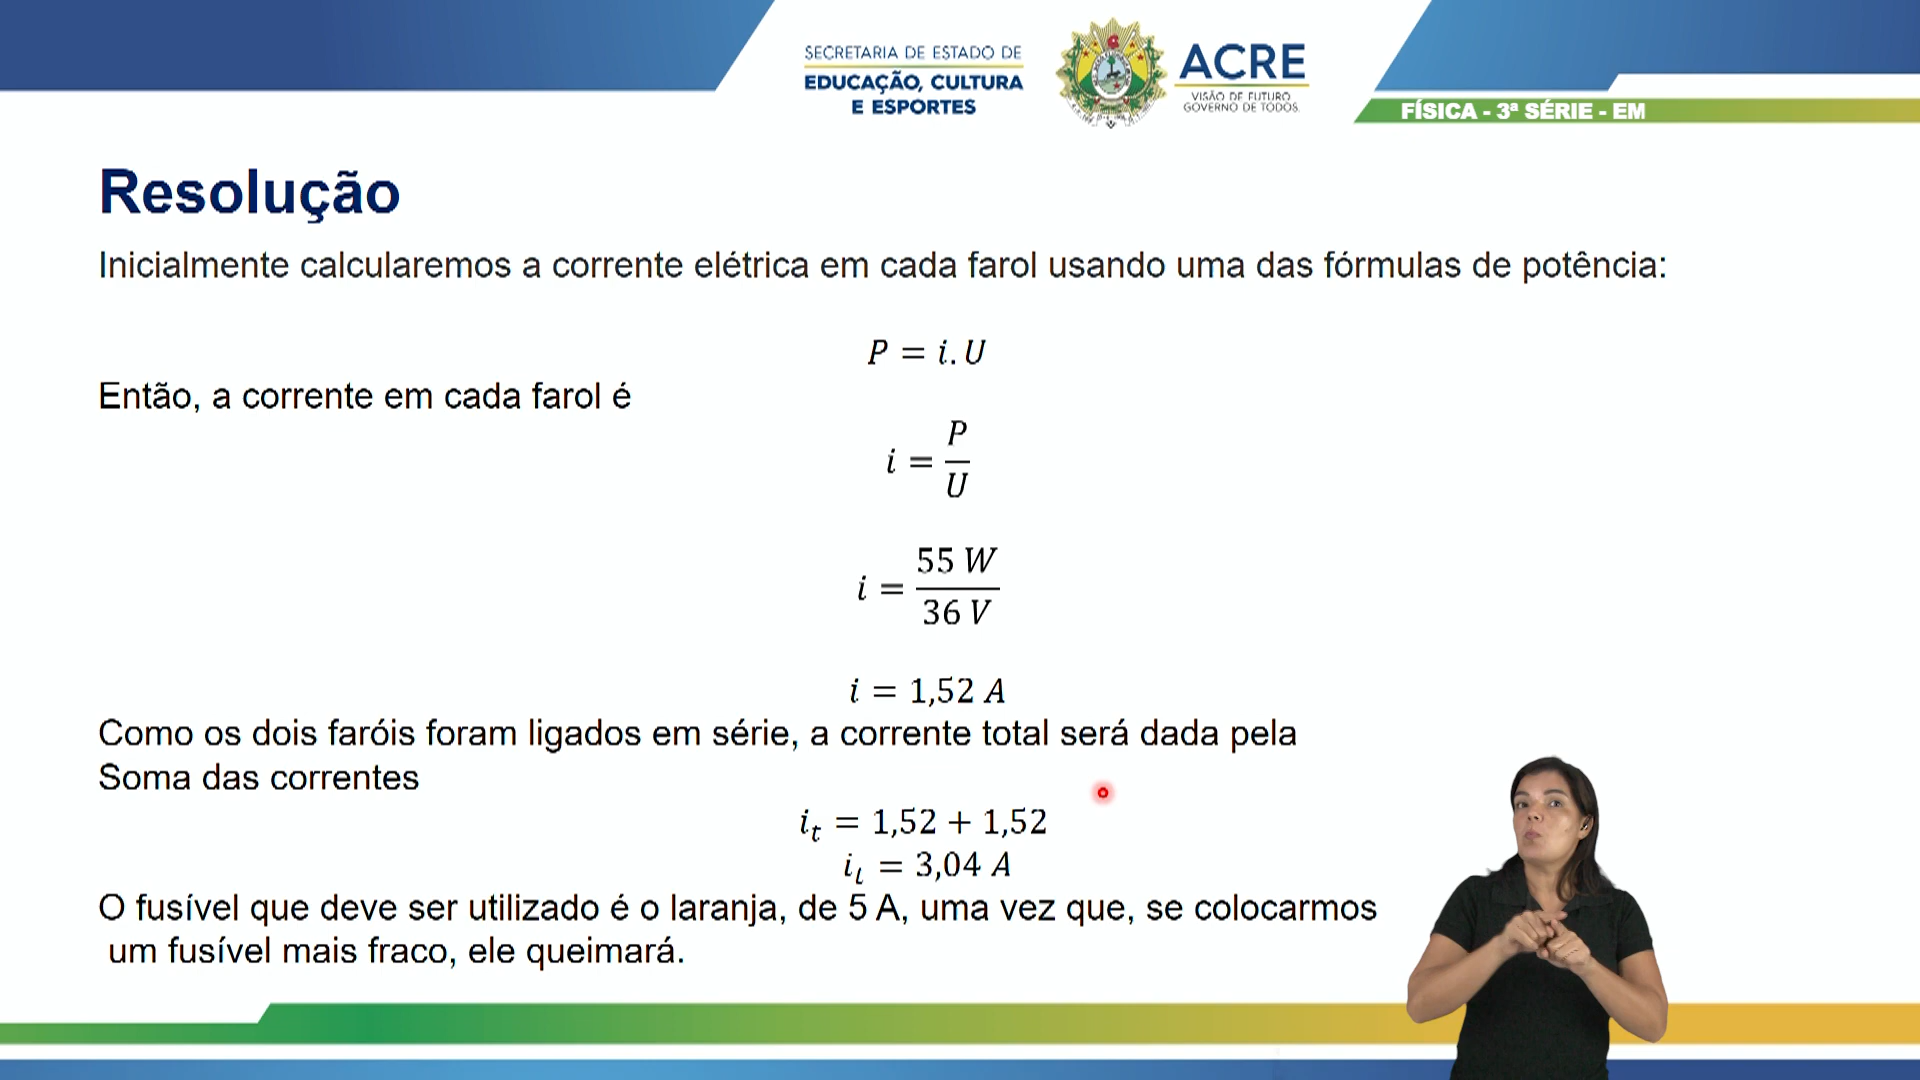 SECRETARIA DE ESTADO DE
EDUCAÇÃO, CULTURA
E ESPORTES
ACRE
VISÃO DE FUTURO
GOVERNO DE TODOS
FÍSICA - 3ª SÉRIE - EM
Resolução
Inicialmente calcularemos a corrente elétrica em cada farol usando uma das fórmulas de potência:
P = i.U
Então, a corrente em cada farol é
i = P/U
i = 55 W/36 V
i = 1,52 A
Como os dois faróis foram ligados em série, a corrente total será dada pela
Soma das correntes
i_t = 1,52 + 1,52
i_t = 3,04 A
O fusível que deve ser utilizado é o laranja, de 5 A, uma vez que, se colocarmos
um fusível mais fraco, ele queimará.